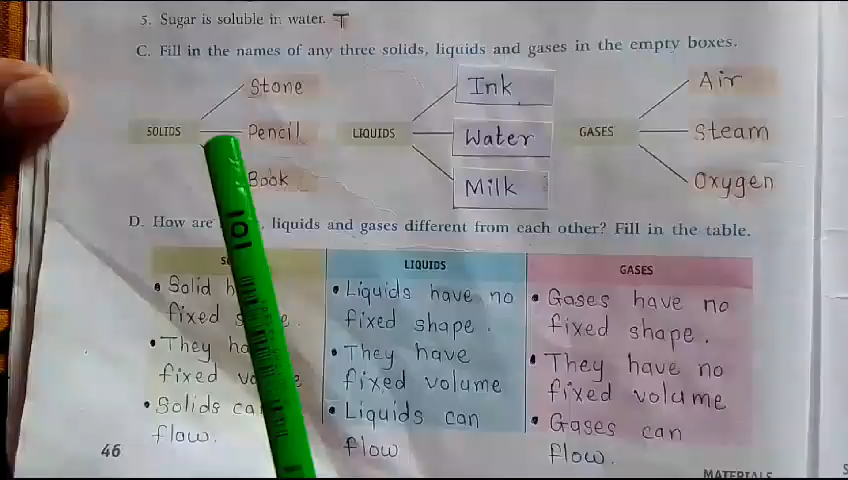 5. Sugar is soluble in water. T
C. Fill in the names of any three solids, liquids and gases in the empty boxes.
SOLIDS
Stone
Pencil
Book
LIQUIDS
Ink
Water
Milk
GASES
Air
Steam
Oxygen
D. How are liquids and gases different from each other? Fill in the table.
• Solid
fixed
• They
fixed
• Solids
flow.
LIQUIDS
• Liquids have no
fixed shape.
• They have
fixed volume
• Liquids can
flow
GASES
• Gases have no
fixed shape.
• They have no
fixed volume
• Gases can
flow.
101
46
MATERIALS